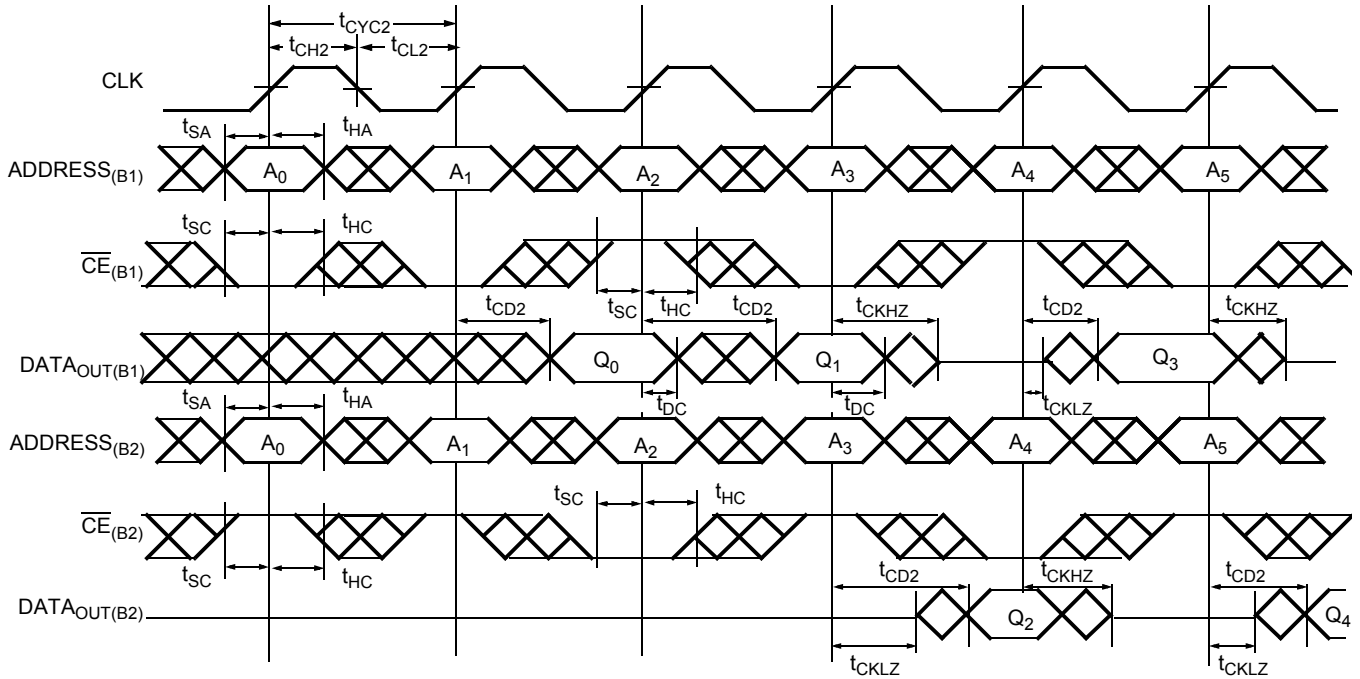 tCYC2
tCH2 tCL2
CLK
tSA tHA
ADDRESS(B1) A0 A1 A2 A3 A4 A5
tSC tHC
CE(B1)
tCD2 tSC tHC tCD2 tCKHZ tCD2 tCKHZ
DATAOUT(B1) Q0 Q1 Q3
tSA tHA tDC tDC tCKLZ
ADDRESS(B2) A0 A1 A2 A3 A4 A5
tSC tHC
CE(B2)
tSC tHC tCD2 tCKHZ tCD2
DATAOUT(B2) Q2 Q4
tCKLZ tCKLZ